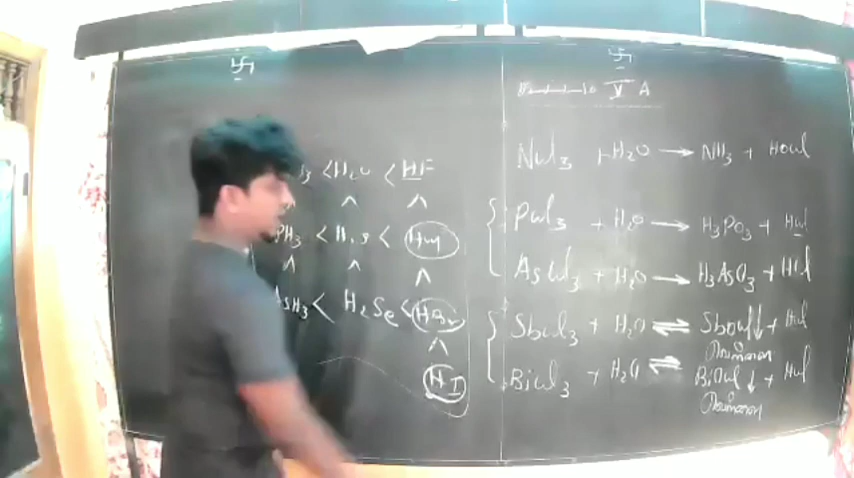 卐
H₂O < HF
∧ ∧
PH₃ < H₂S < HCl
∧ ∧ ∧
AsH₃ < H₂Se < HBr
∧
HI
卐
V A
NCl₃ + H₂O → NH₃ + HOCl
PCl₃ + H₂O → H₃PO₃ + HCl
AsCl₃ + H₂O → H₃AsO₃ + HCl
SbCl₃ + H₂O ⇌ SbOCl↓ + HCl
BiCl₃ + H₂O ⇌ BiOCl↓ + HCl